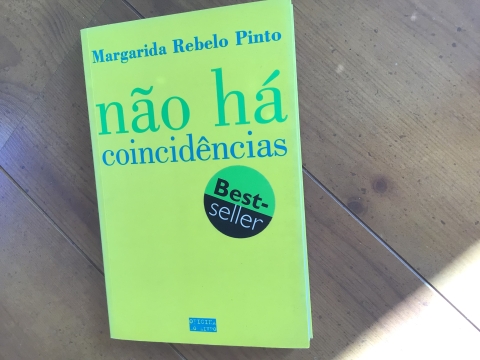 Margarida Rebelo Pinto
não há
coincidências
Best-
seller